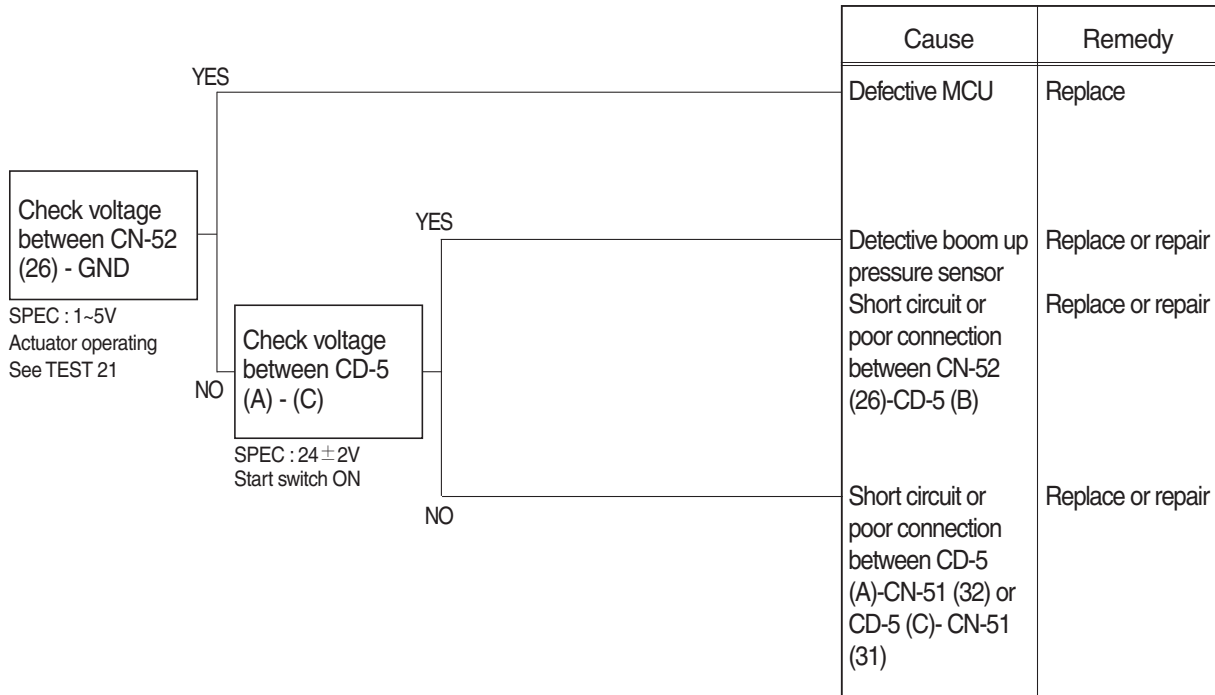 Cause
Remedy
YES
Defective MCU
Replace
Check voltage
between CN-52
(26) - GND
SPEC : 1~5V
Actuator operating
See TEST 21
NO
Check voltage
between CD-5
(A) - (C)
SPEC : 24±2V
Start switch ON
YES
Detective boom up
pressure sensor
Replace or repair
Short circuit or
poor connection
between CN-52
(26)-CD-5 (B)
Replace or repair
NO
Short circuit or
poor connection
between CD-5
(A)-CN-51 (32) or
CD-5 (C)- CN-51
(31)
Replace or repair